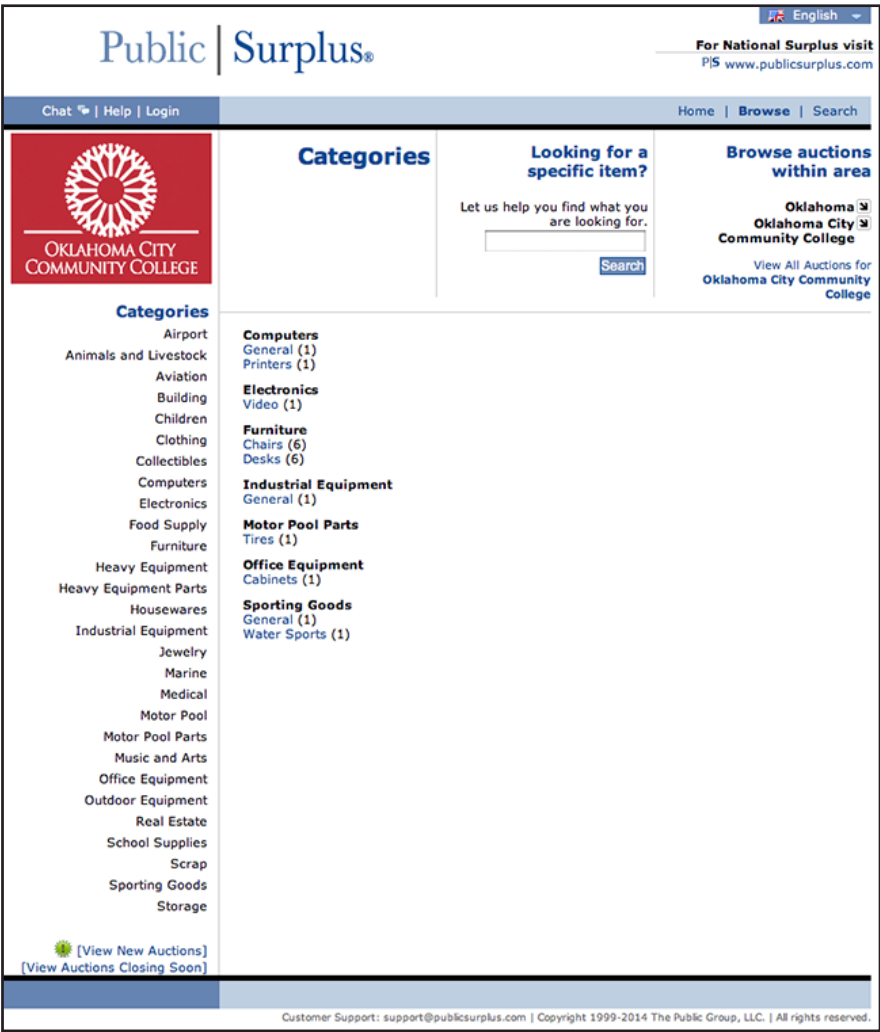 English
Public | Surplus®
For National Surplus visit
P|S www.publicsurplus.com
Chat | Help | Login
Home | Browse | Search
OKLAHOMA CITY
COMMUNITY COLLEGE
Categories
Looking for a
specific item?
Let us help you find what you
are looking for.
Search
Browse auctions
within area
Oklahoma
Oklahoma City
Community College
View All Auctions for
Oklahoma City Community
College
Categories
Airport
Animals and Livestock
Aviation
Building
Children
Clothing
Collectibles
Computers
Electronics
Food Supply
Furniture
Heavy Equipment
Heavy Equipment Parts
Housewares
Industrial Equipment
Jewelry
Marine
Medical
Motor Pool
Motor Pool Parts
Music and Arts
Office Equipment
Outdoor Equipment
Real Estate
School Supplies
Scrap
Sporting Goods
Storage
[View New Auctions]
[View Auctions Closing Soon]
Computers
General (1)
Printers (1)
Electronics
Video (1)
Furniture
Chairs (6)
Desks (6)
Industrial Equipment
General (1)
Motor Pool Parts
Tires (1)
Office Equipment
Cabinets (1)
Sporting Goods
General (1)
Water Sports (1)
Customer Support: support@publicsurplus.com | Copyright 1999-2014 The Public Group, LLC. | All rights reserved.